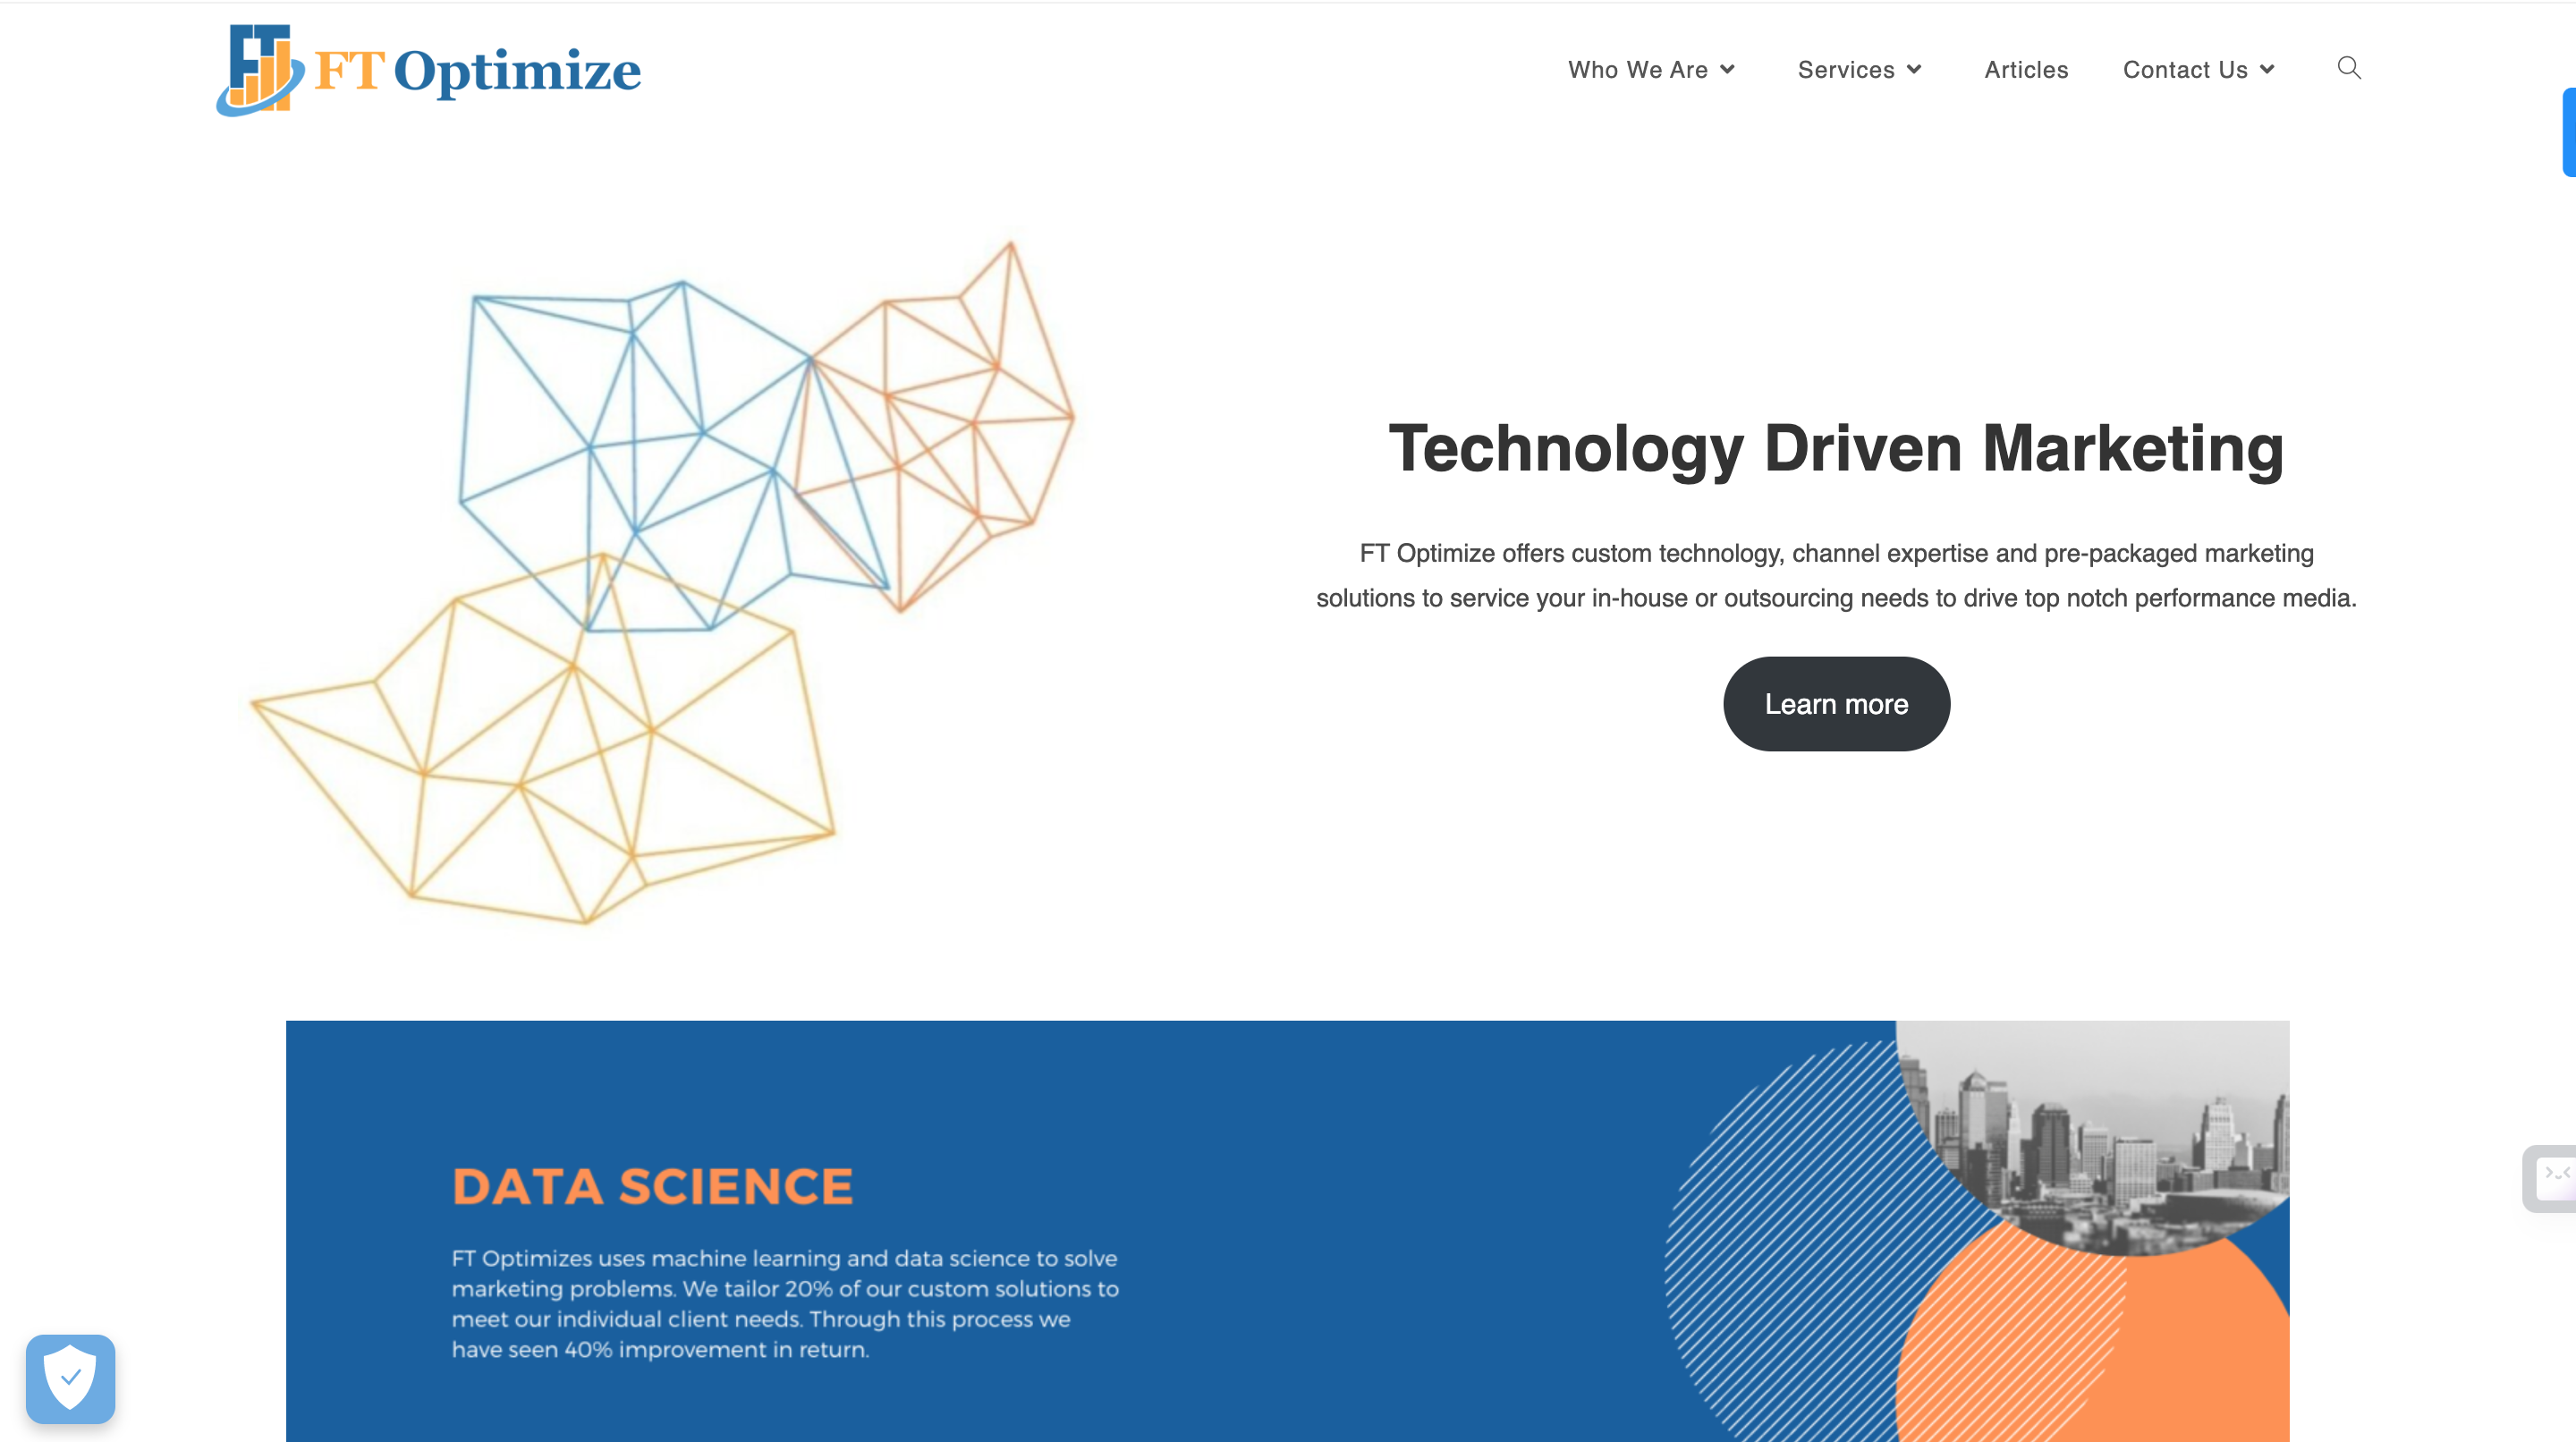 FT Optimize
Who We Are
Services
Articles
Contact Us
Technology Driven Marketing
FT Optimize offers custom technology, channel expertise and pre-packaged marketing
solutions to service your in-house or outsourcing needs to drive top notch performance media.
Learn more
DATA SCIENCE
FT Optimizes uses machine learning and data science to solve
marketing problems. We tailor 20% of our custom solutions to
meet our individual client needs. Through this process we
have seen 40% improvement in return.